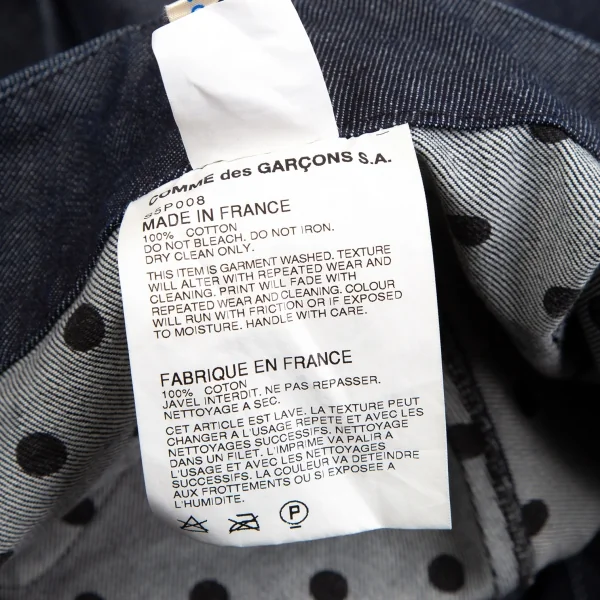 COMME des GARÇONS S.A.
S5P008
MADE IN FRANCE
100% COTTON
DO NOT BLEACH. DO NOT IRON.
DRY CLEAN ONLY.
THIS ITEM IS GARMENT WASHED. TEXTURE
WILL ALTER WITH REPEATED WEAR AND
CLEANING. PRINT WILL FADE WITH
REPEATED WEAR AND CLEANING. COLOUR
WILL RUN WITH FRICTION OR IF EXPOSED
TO MOISTURE. HANDLE WITH CARE.
FABRIQUE EN FRANCE
100% COTON
JAVEL INTERDIT. NE PAS REPASSER.
NETTOYAGE A SEC.
CET ARTICLE EST LAVE. LA TEXTURE PEUT
CHANGER A L'USAGE REPETE ET AVEC LES
NETTOYAGES SUCCESSIFS. NETTOYER
DANS UN FILET. L'IMPRIME VA PALIR A
L'USAGE ET AVEC LES NETTOYAGES
SUCCESSIFS. LA COULEUR VA DETEINDRE
AUX FROTTEMENTS OU SI EXPOSEE A
L'HUMIDITE.
P